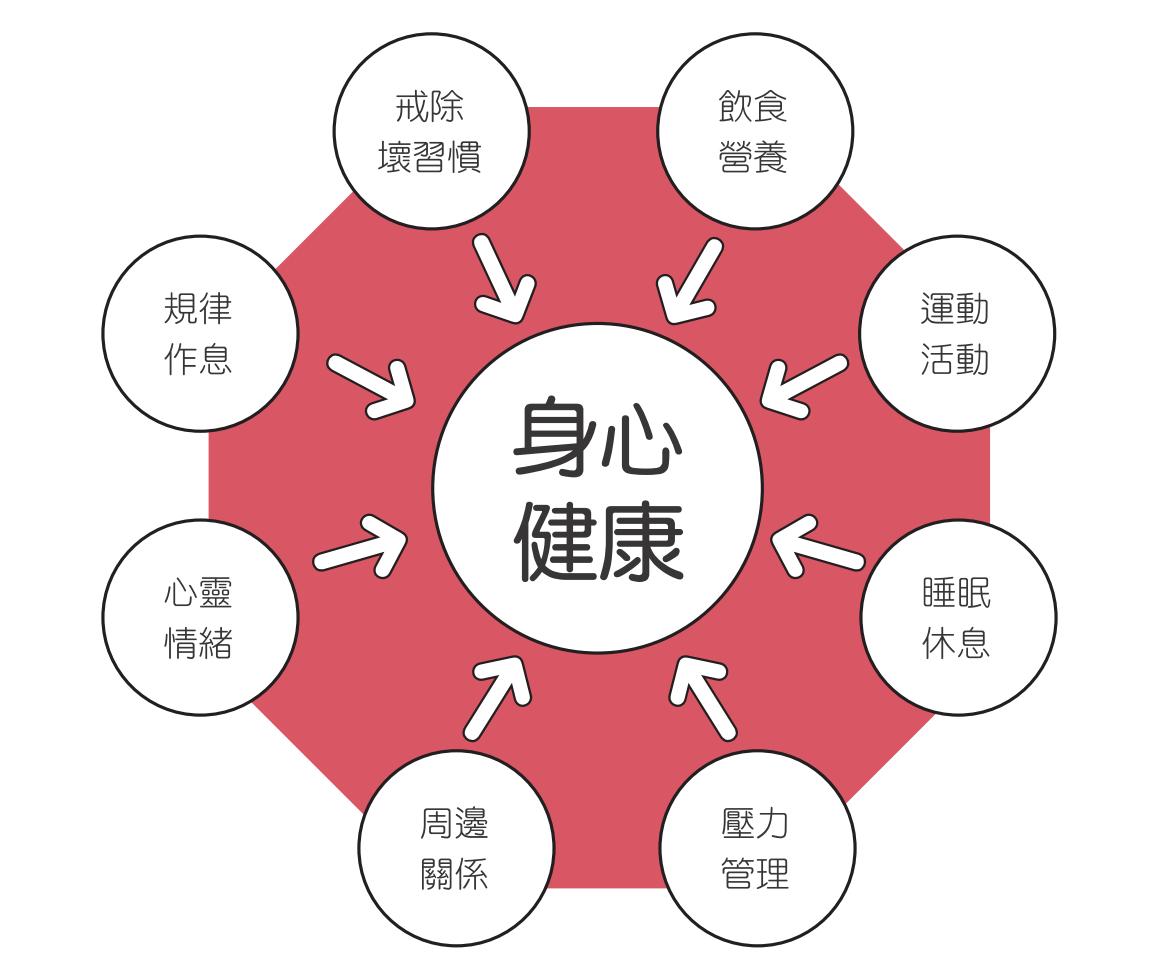 戒除
壞習慣
飲食
營養
規律
作息
運動
活動
身心
健康
心靈
情緒
睡眠
休息
周邊
關係
壓力
管理